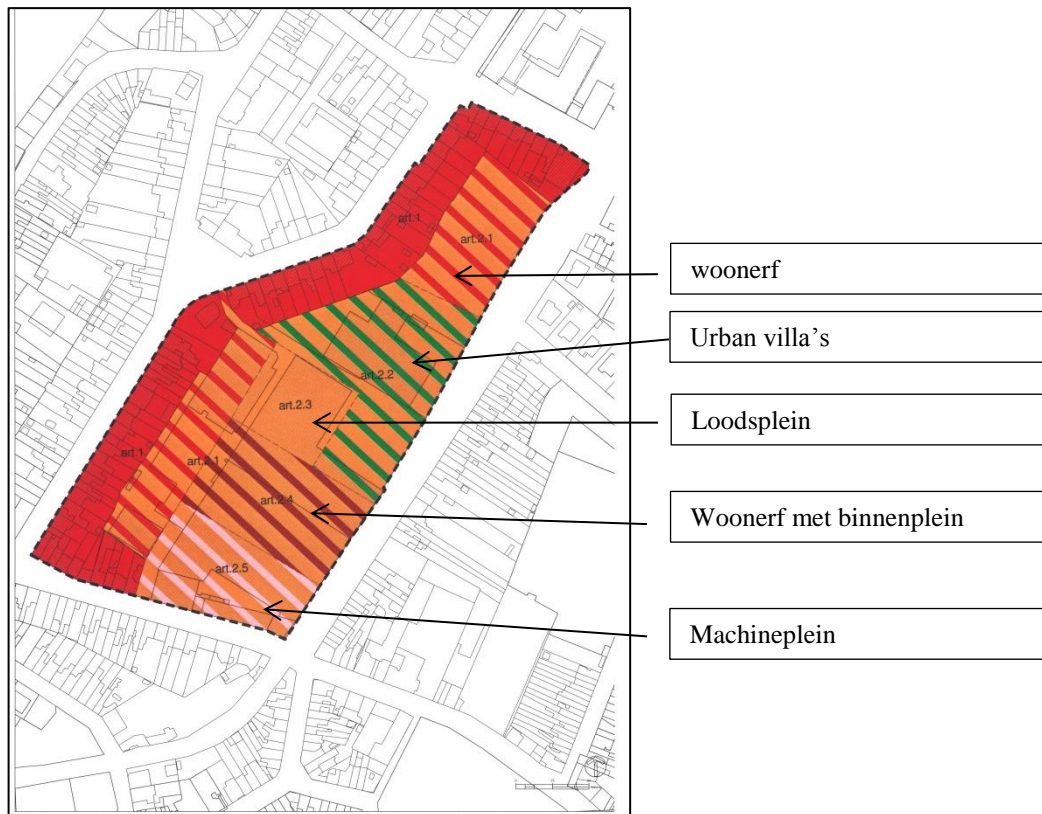 art.1
art.2.1
woonerf
Urban villa's
art.2.2
art.2.3
Loodsplein
art.1
art.2.1
art.2.4
Woonerf met binnenplein
art.2.5
Machineplein